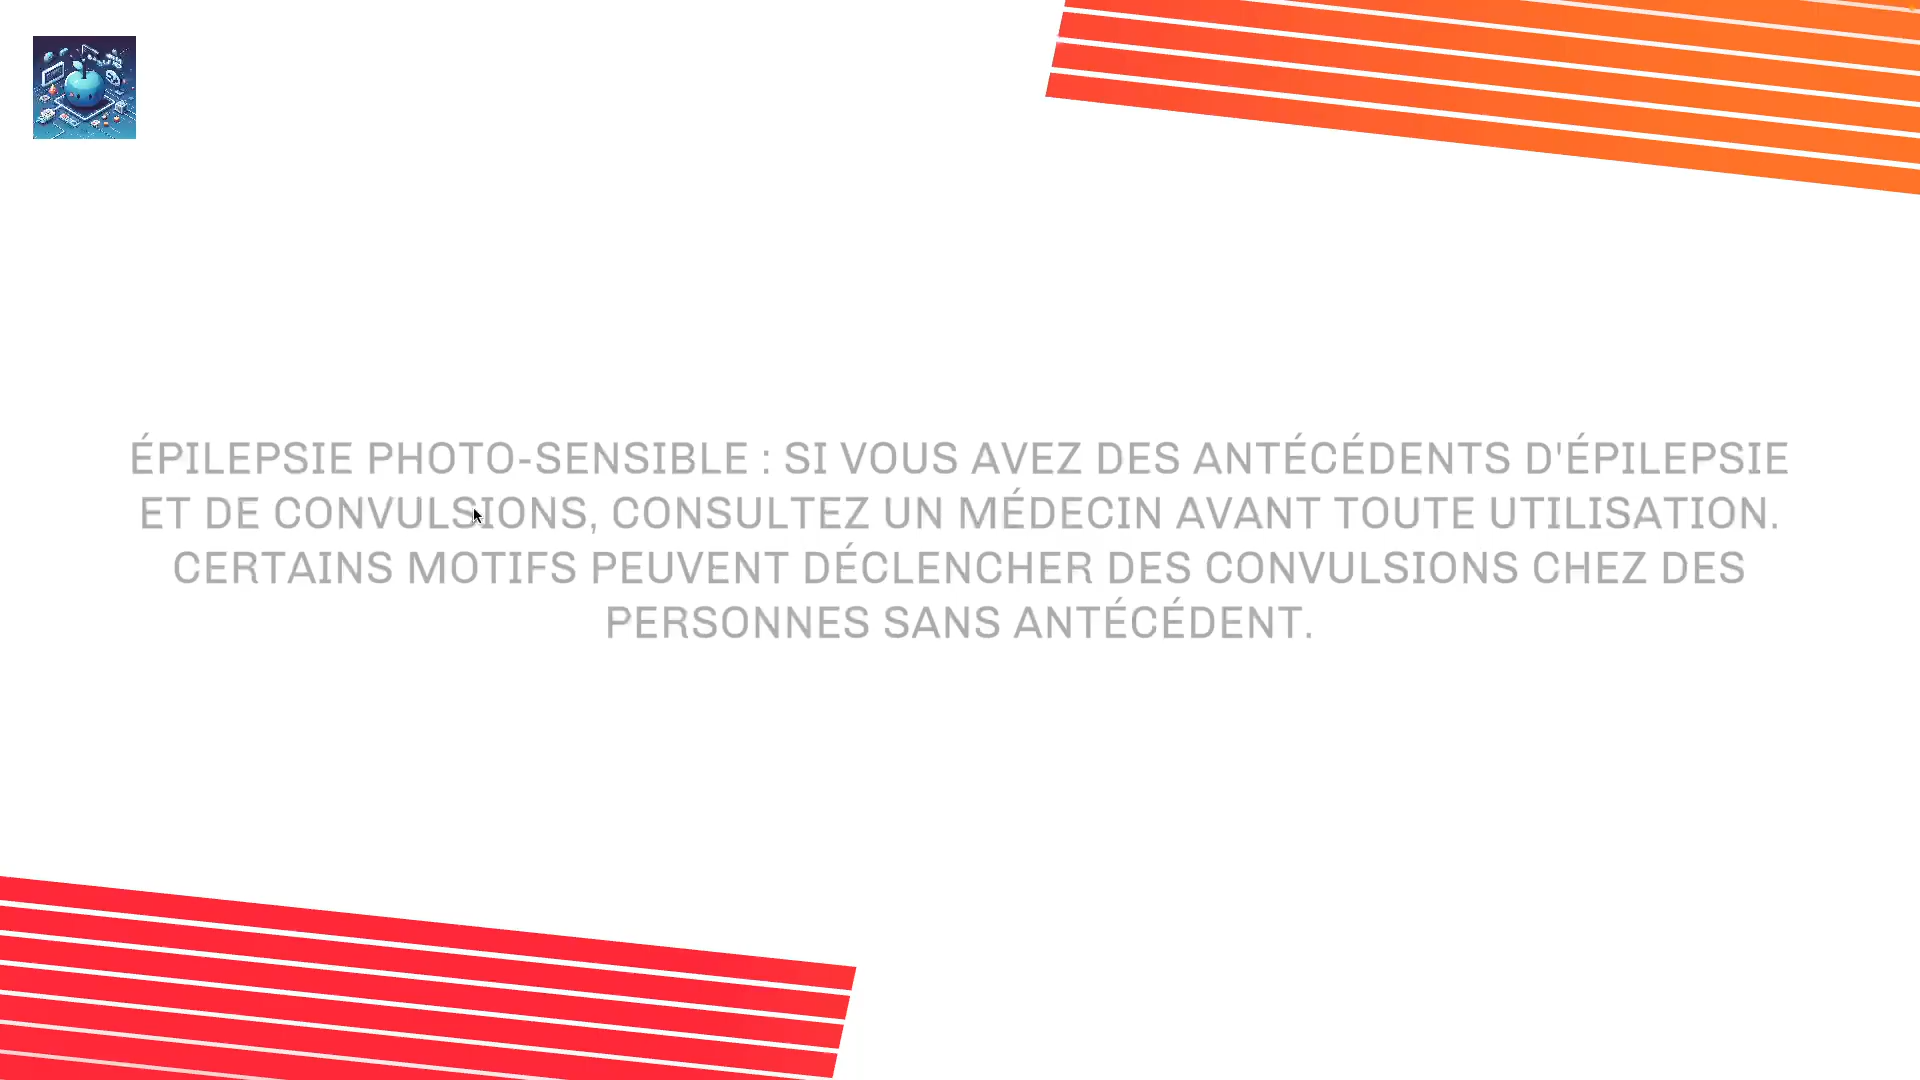 ÉPILEPSIE PHOTO-SENSIBLE : SI VOUS AVEZ DES ANTÉCÉDENTS D'ÉPILEPSIE
ET DE CONVULSIONS, CONSULTEZ UN MÉDECIN AVANT TOUTE UTILISATION.
CERTAINS MOTIFS PEUVENT DÉCLENCHER DES CONVULSIONS CHEZ DES
PERSONNES SANS ANTÉCÉDENT.